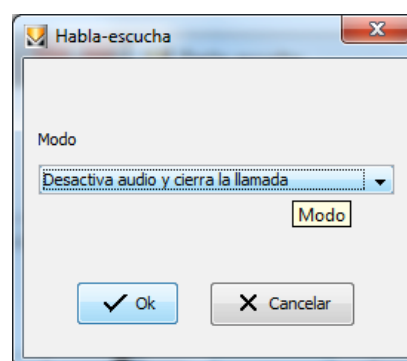 Habla-escucha
Modo
Desactiva audio y cierra la llamada
Modo
Ok
Cancelar